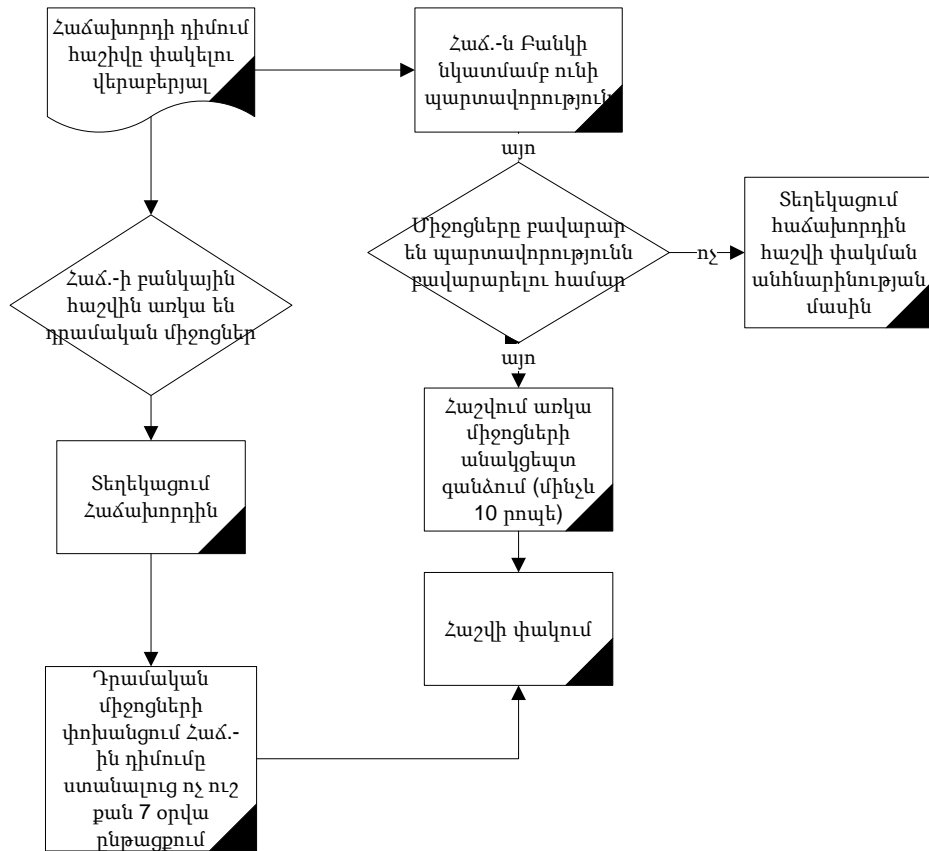 Հաճախորդի դիմում
հաշիվը փակելու
վերաբերյալ
Հաճ.-ն Բանկի
նկատմամբ ունի
պարտավորություն
այո
Միջոցները բավարար
են պարտավորությունն
բավարարելու համար
ոչ
Տեղեկացում
հաճախորդին
հաշվի փակման
անհնարինության
մասին
Հաճ.-ի բանկային
հաշվին առկա են
դրամական միջոցներ
այո
Հաշվում առկա
միջոցների
անակցեպտ
գանձում (մինչև
10 րոպե)
Տեղեկացում
Հաճախորդին
Հաշվի փակում
Դրամական
միջոցների
փոխանցում Հաճ.-
ին դիմումը
ստանալուց ոչ ուշ
քան 7 օրվա
ընթացքում